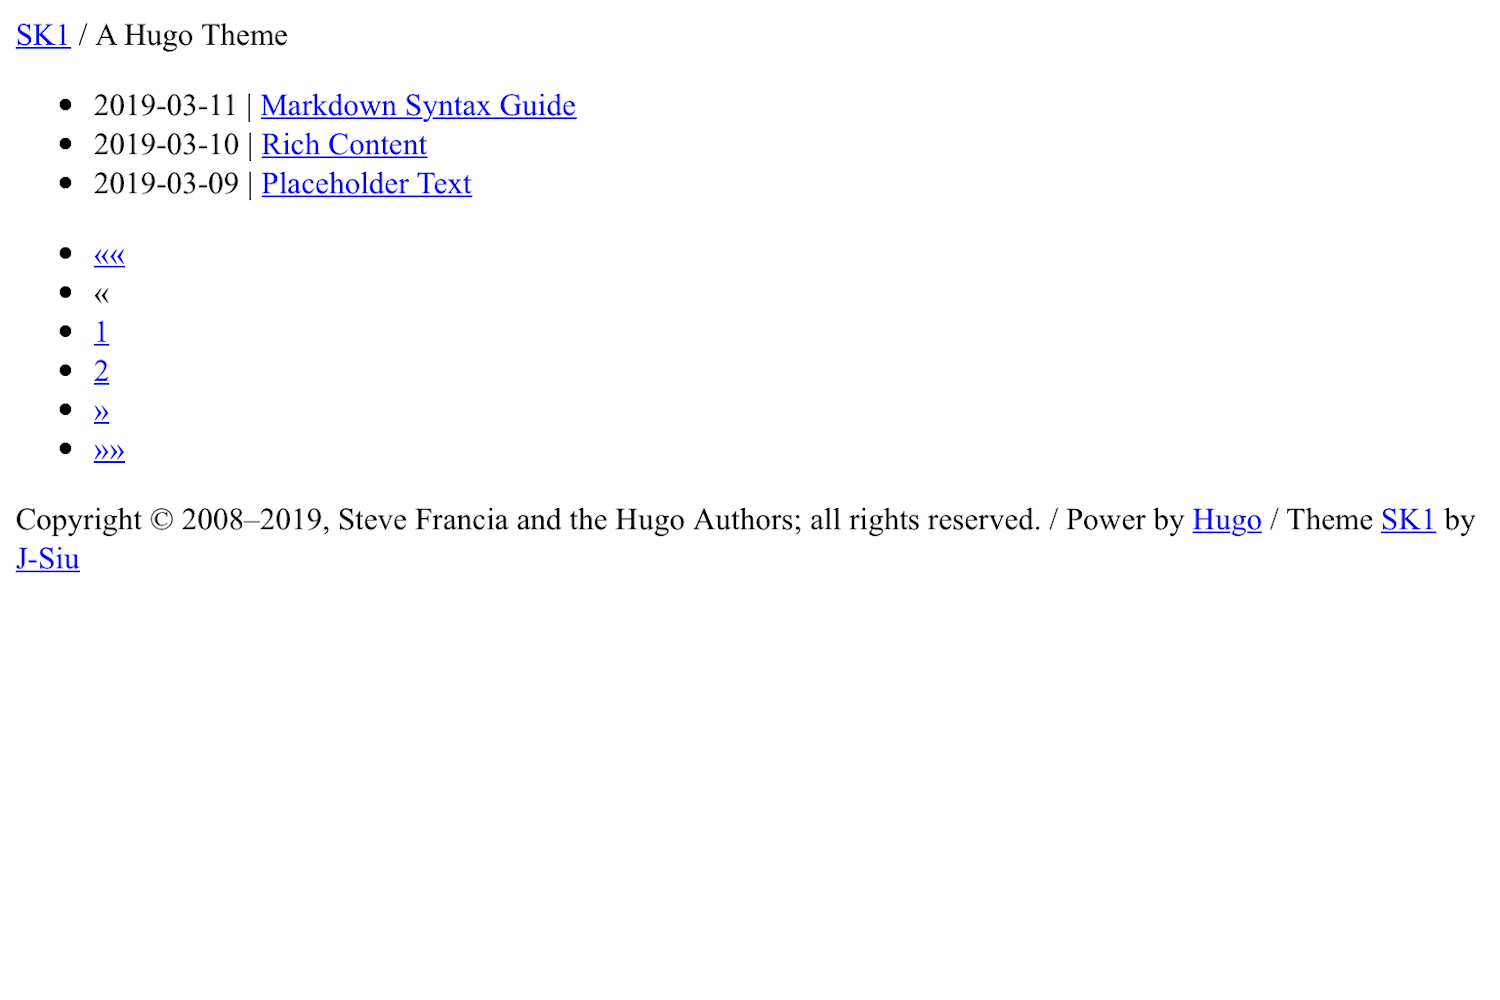 SK1 / A Hugo Theme
• 2019-03-11 | Markdown Syntax Guide
• 2019-03-10 | Rich Content
• 2019-03-09 | Placeholder Text
• ««
• «
• 1
• 2
• »
• »»
Copyright © 2008–2019, Steve Francia and the Hugo Authors; all rights reserved. / Power by Hugo / Theme SK1 by
J-Siu